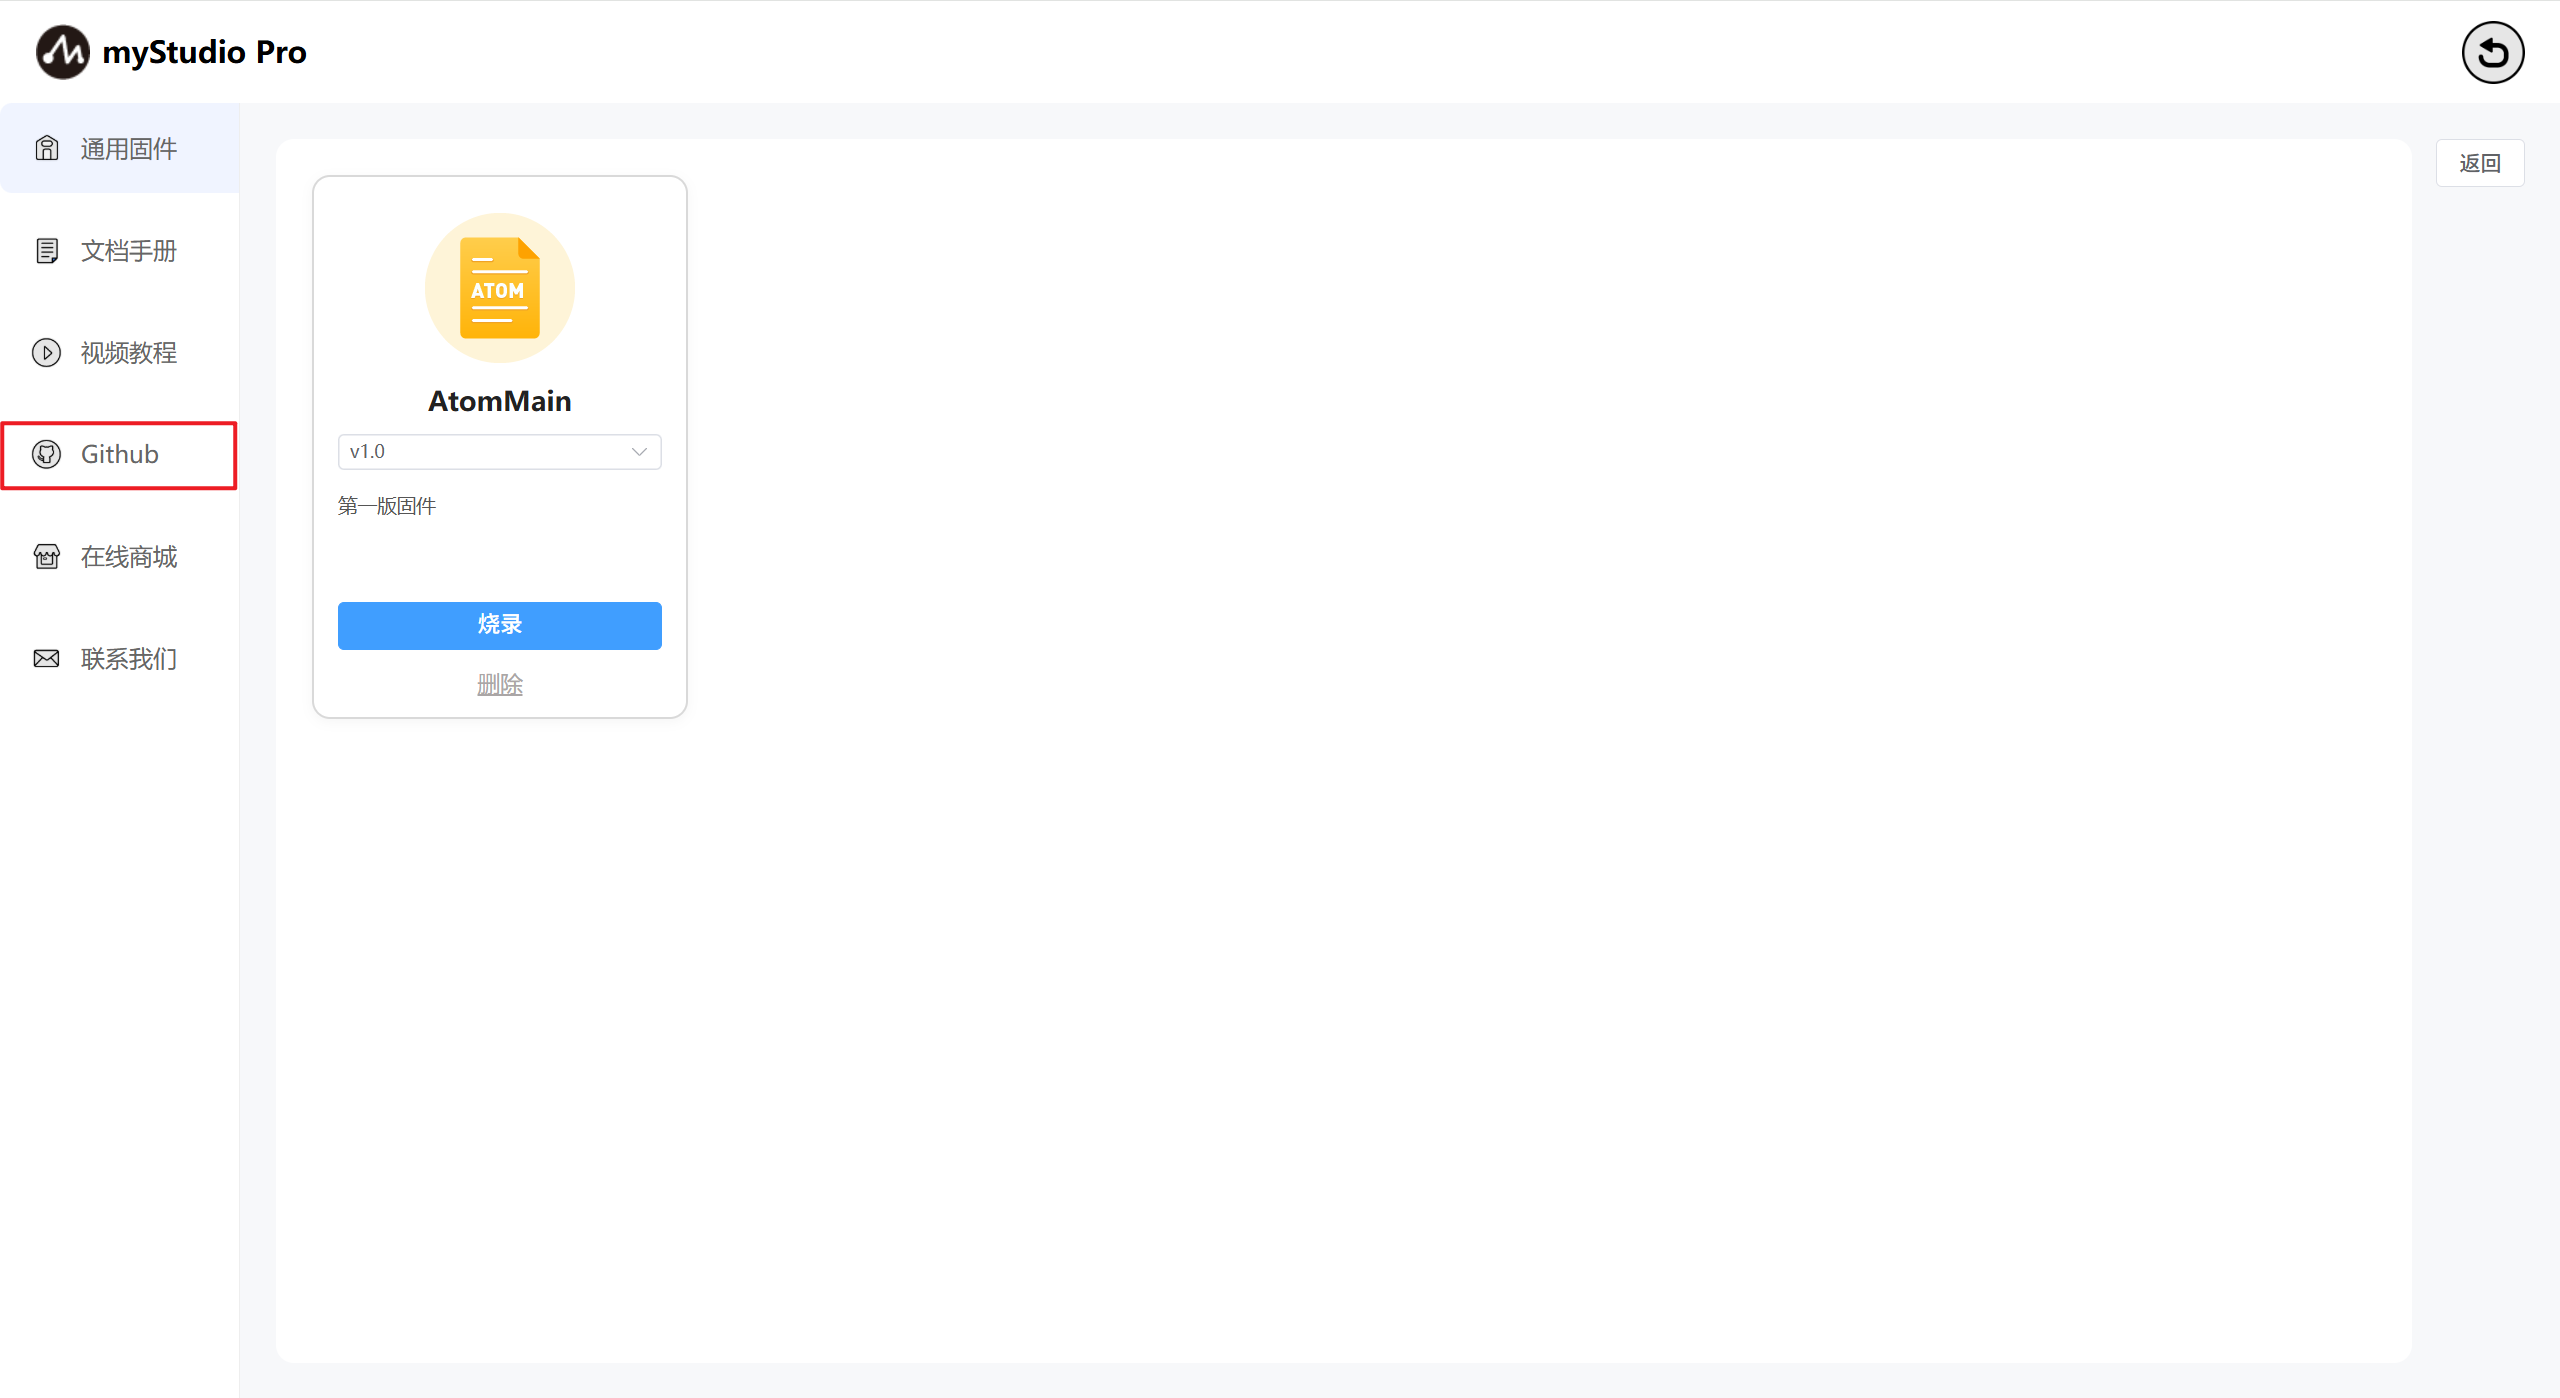 myStudio Pro
通用固件
文档手册
视频教程
Github
在线商城
联系我们
返回
ATOM
AtomMain
v1.0
第一版固件
烧录
删除